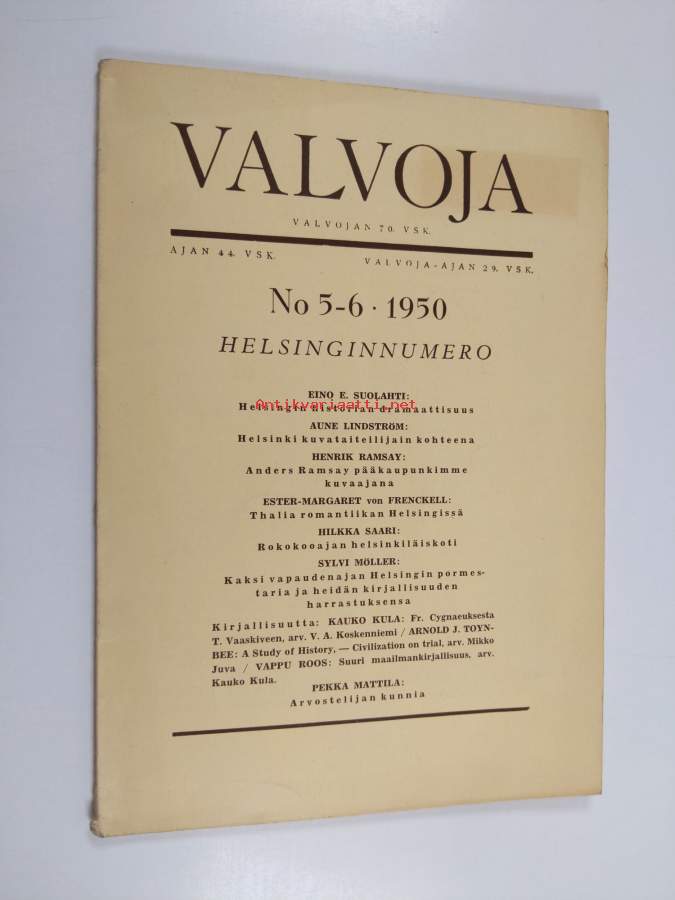 VALVOJA
VALVOJAN 70. VSK.
AJAN 44. VSK. VALVOJA-AJAN 29. VSK.
No 5-6 · 1950
HELSINGINNUMERO
EINO E. SUOLAHTI:
Antikvariaatti.net
Helsingin historian dramaattisuus
AUNE LINDSTRÖM:
Helsinki kuvataiteilijain kohteena
HENRIK RAMSAY:
Anders Ramsay pääkaupunkimme
kuvaajana
ESTER-MARGARET von FRENCKELL:
Thalia romantiikan Helsingissä
HILKKA SAARI:
Rokokooajan helsinkiläiskoti
SYLVI MÖLLER:
Kaksi vapaudenajan Helsingin pormes-
taria ja heidän kirjallisuuden
harrastuksensa
Kirjallisuutta: KAUKO KULA: Fr. Cygnaeuksesta
T. Vaaskiveen, arv. V. A. Koskenniemi / ARNOLD J. TOYN-
BEE: A Study of History, — Civilization on trial, arv. Mikko
Juva / VAPPU ROOS: Suuri maailmankirjallisuus, arv.
Kauko Kula.
PEKKA MATTILA:
Arvostelijan kunnia